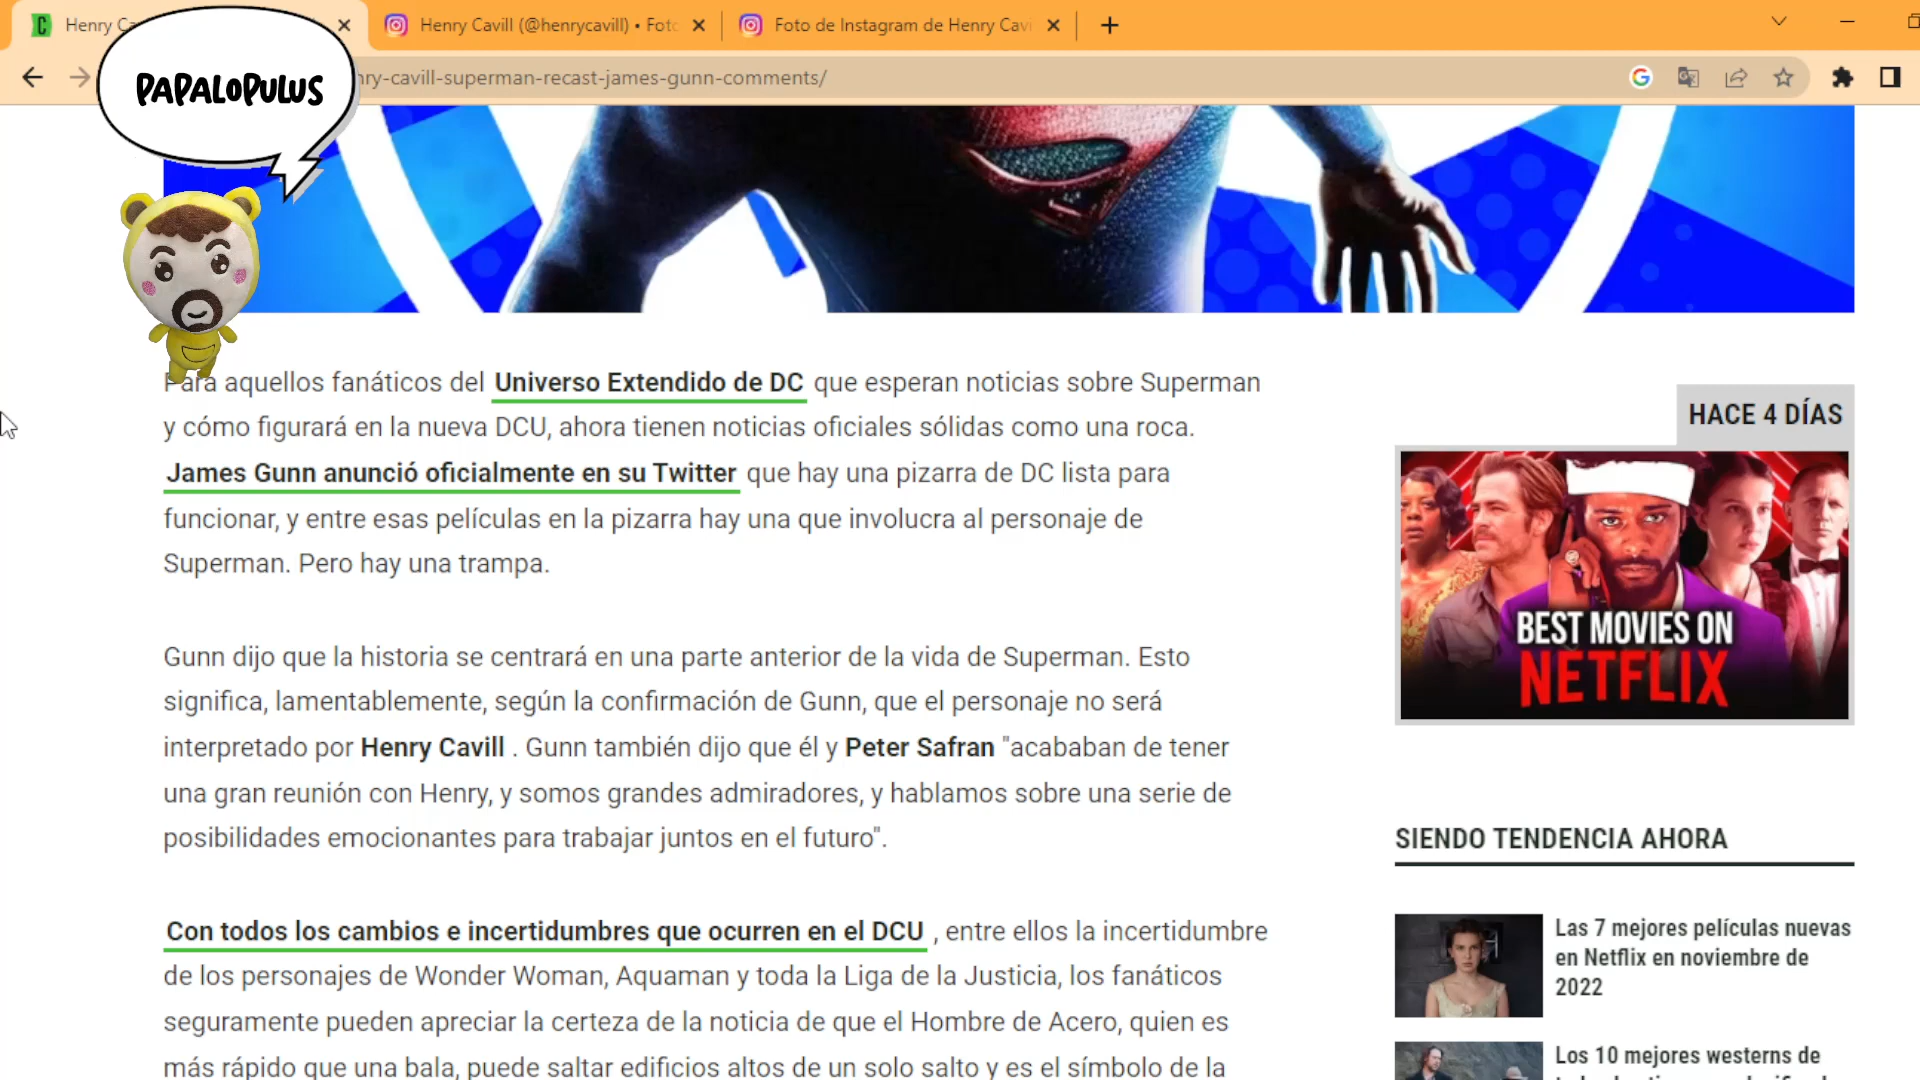 Henry C
Henry Cavill (@henrycavill) • Foto
Foto de Instagram de Henry Cavi
PAPALOPULUS
nry-cavill-superman-recast-james-gunn-comments/
Para aquellos fanáticos del Universo Extendido de DC que esperan noticias sobre Superman
y cómo figurará en la nueva DCU, ahora tienen noticias oficiales sólidas como una roca.
James Gunn anunció oficialmente en su Twitter que hay una pizarra de DC lista para
funcionar, y entre esas películas en la pizarra hay una que involucra al personaje de
Superman. Pero hay una trampa.
Gunn dijo que la historia se centrará en una parte anterior de la vida de Superman. Esto
significa, lamentablemente, según la confirmación de Gunn, que el personaje no será
interpretado por Henry Cavill . Gunn también dijo que él y Peter Safran "acababan de tener
una gran reunión con Henry, y somos grandes admiradores, y hablamos sobre una serie de
posibilidades emocionantes para trabajar juntos en el futuro".
Con todos los cambios e incertidumbres que ocurren en el DCU , entre ellos la incertidumbre
de los personajes de Wonder Woman, Aquaman y toda la Liga de la Justicia, los fanáticos
seguramente pueden apreciar la certeza de la noticia de que el Hombre de Acero, quien es
más rápido que una bala, puede saltar edificios altos de un solo salto y es el símbolo de la
HACE 4 DÍAS
BEST MOVIES ON
NETFLIX
SIENDO TENDENCIA AHORA
Las 7 mejores películas nuevas
en Netflix en noviembre de
2022
Los 10 mejores westerns de